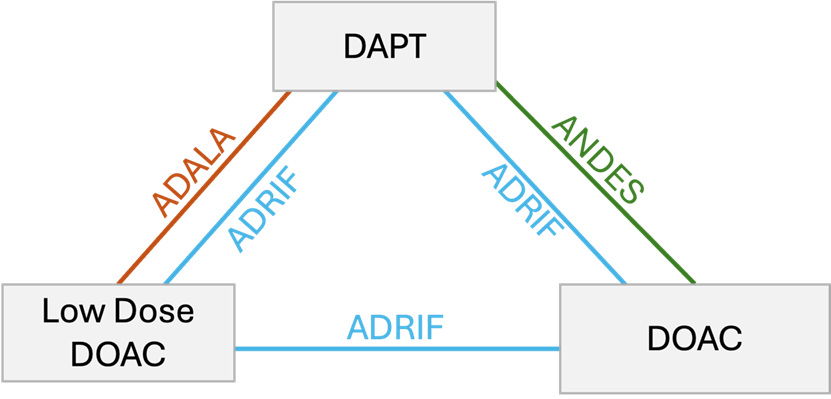 DAPT
ADALA
ADRIF
ADRIF
ANDES
Low Dose
DOAC
ADRIF
DOAC